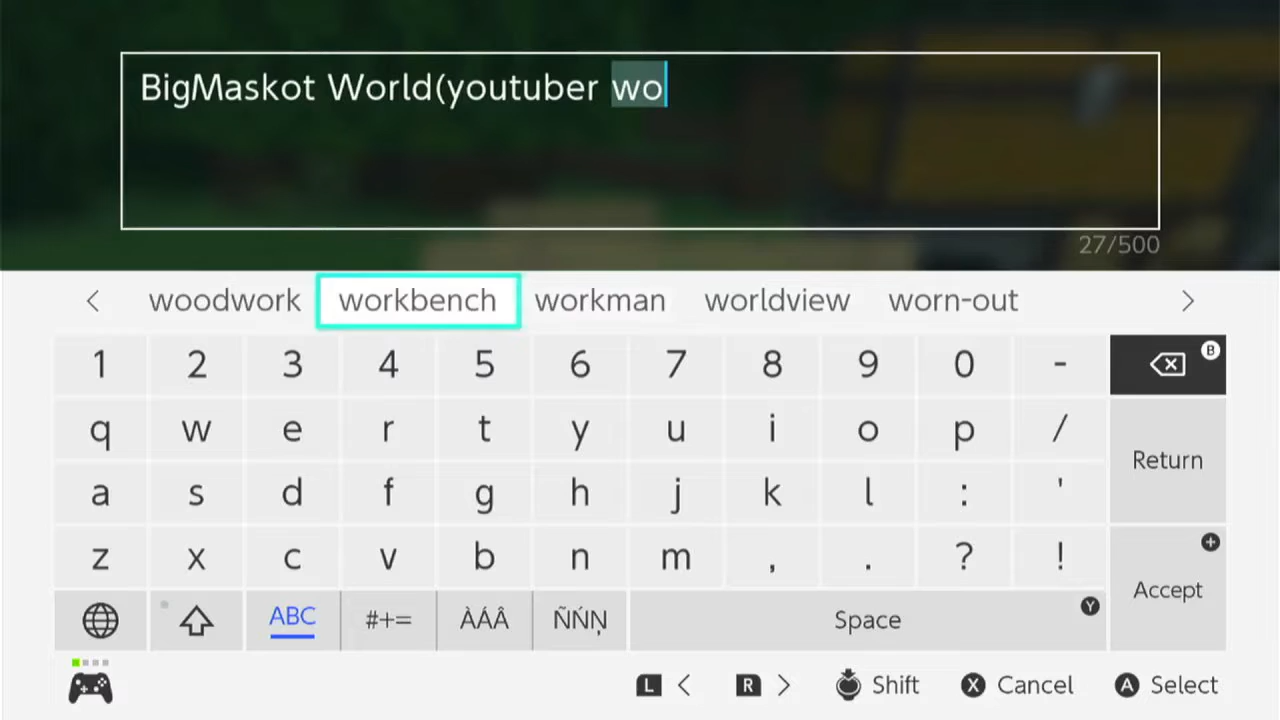 BigMaskot World(youtuber wo
27/500
woodwork workbench workman worldview worn-out
1 2 3 4 5 6 7 8 9 0 - B
q w e r t y u i o p /
Return
a s d f g h j k l : '
z x c v b n m , . ? ! +
Accept
ABC #+= ÀÁÂ ÑŃŅ Space Y
L R Shift X Cancel A Select